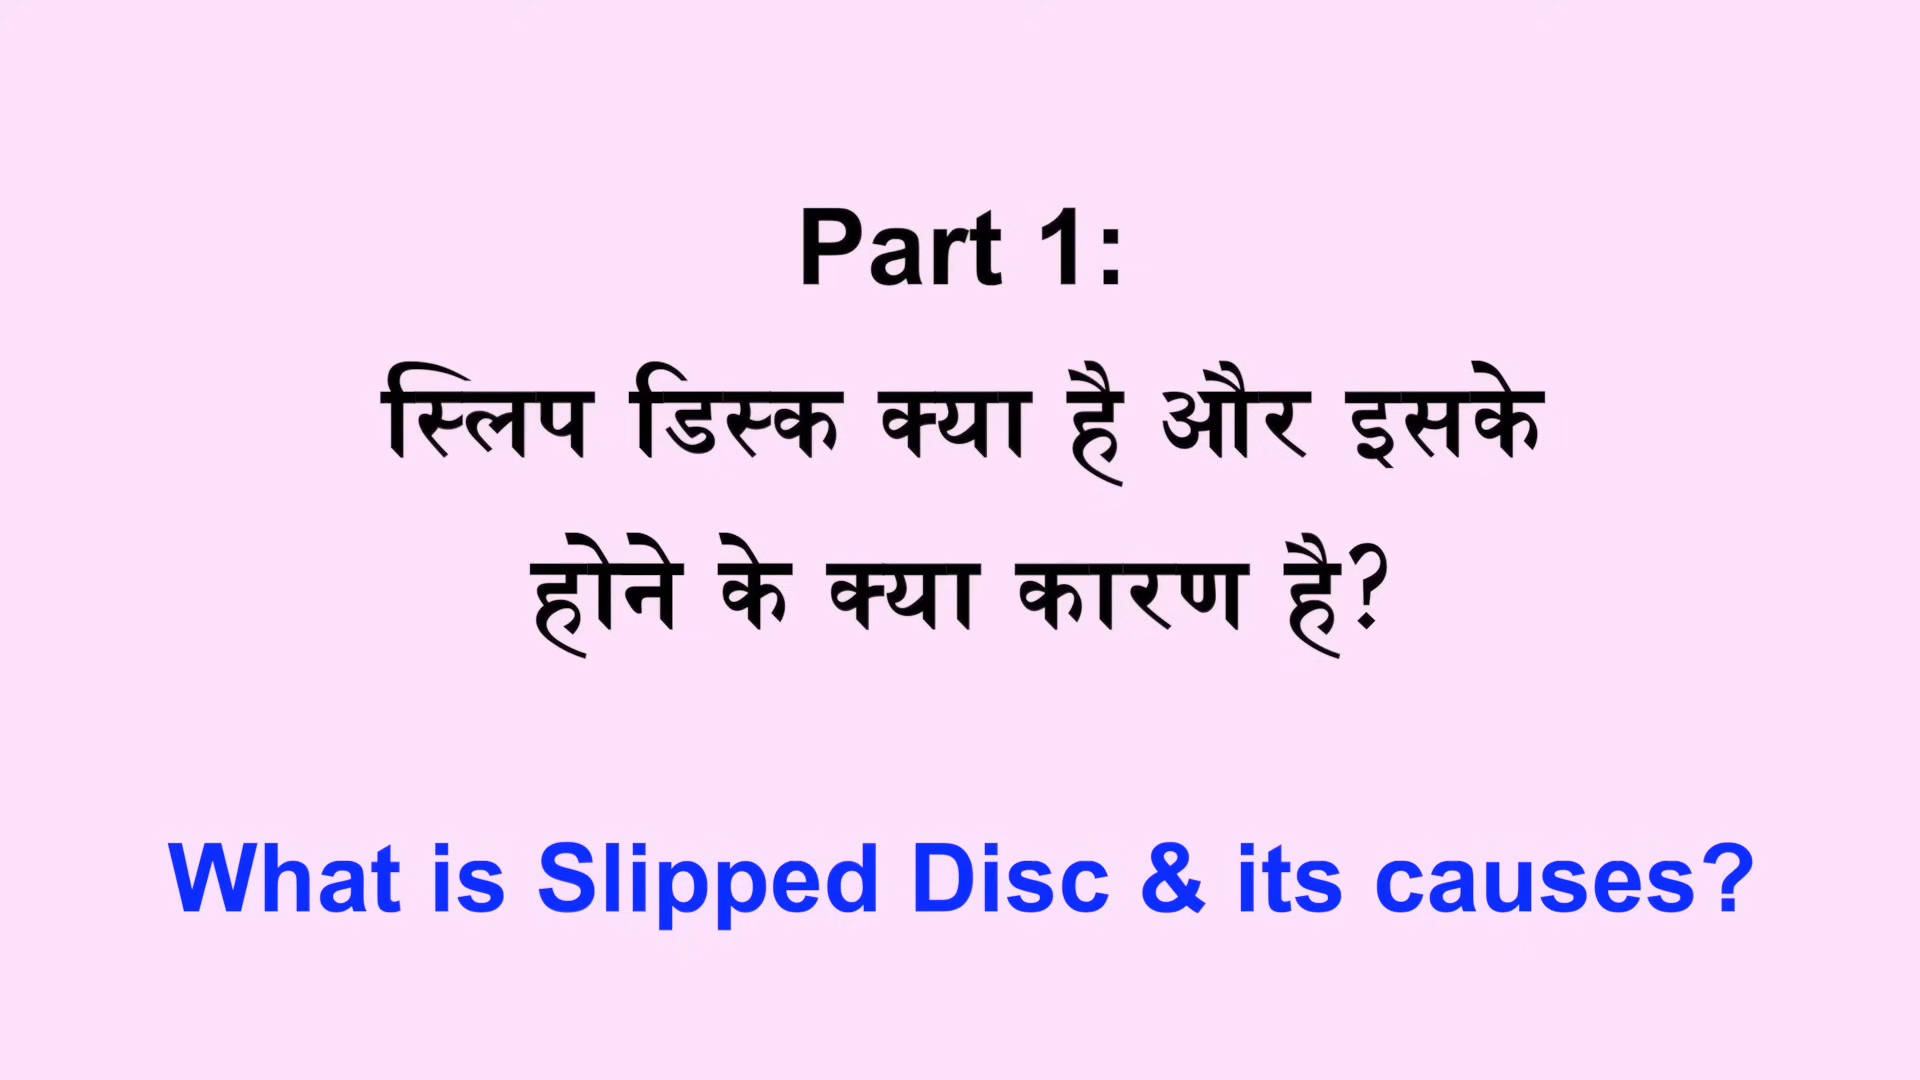 Part 1:
स्लिप डिस्क क्या है और इसके
होने के क्या कारण है?
What is Slipped Disc & its causes?